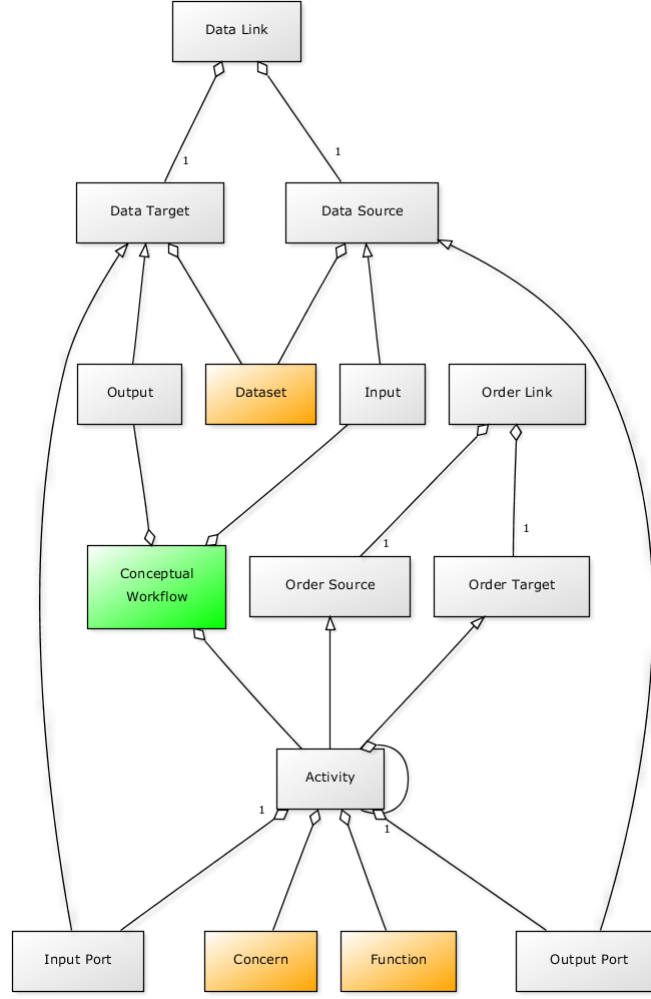 Data Link
1
1
Data Target
Data Source
Output
Dataset
Input
Order Link
1
1
Conceptual
Workflow
Order Source
Order Target
Activity
1
1
Input Port
Concern
Function
Output Port